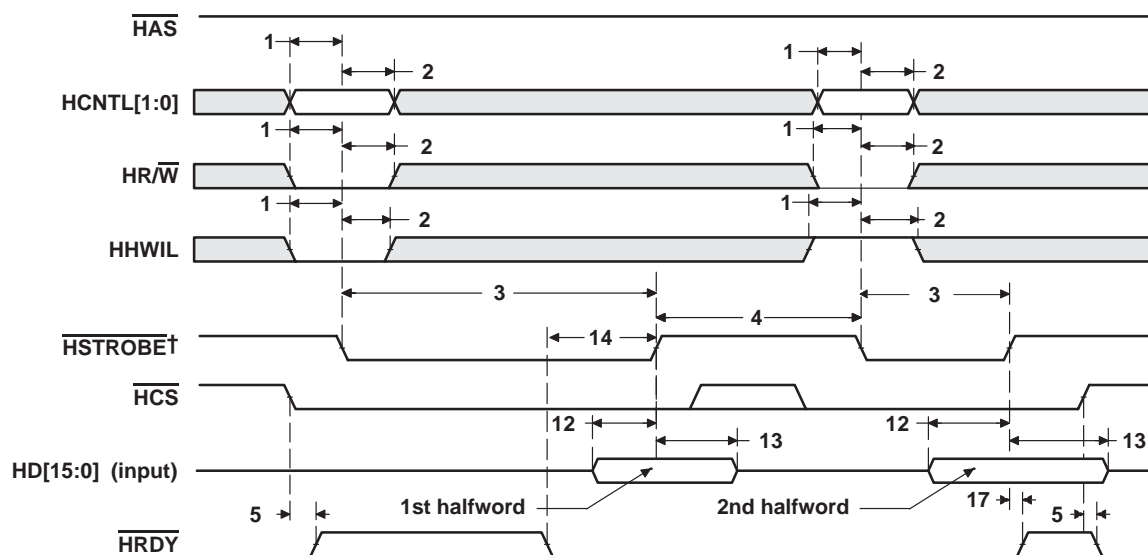 HAS
1
1
2
2
HCNTL[1:0]
1
1
2
2
HR/W
1
1
2
2
HHWIL
3
3
4
14
HSTROBE†
HCS
12
12
13
13
HD[15:0] (input)
1st halfword
2nd halfword
17
5
5
HRDY